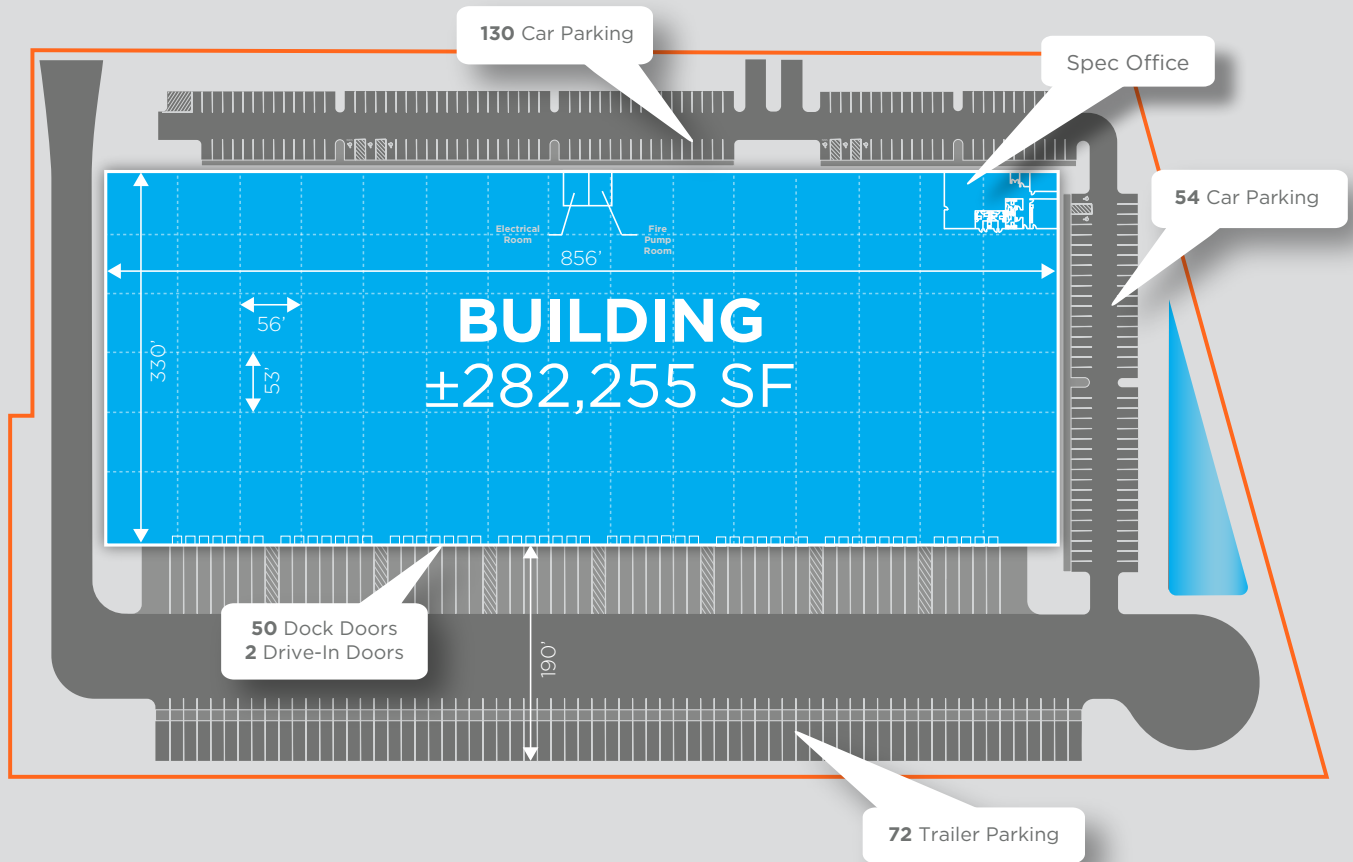 130 Car Parking
Spec Office
54 Car Parking
Electrical
Room
Fire
Pump
Room
856’
56’
330’
53’
BUILDING
±282,255 SF
50 Dock Doors
2 Drive-In Doors
190’
72 Trailer Parking